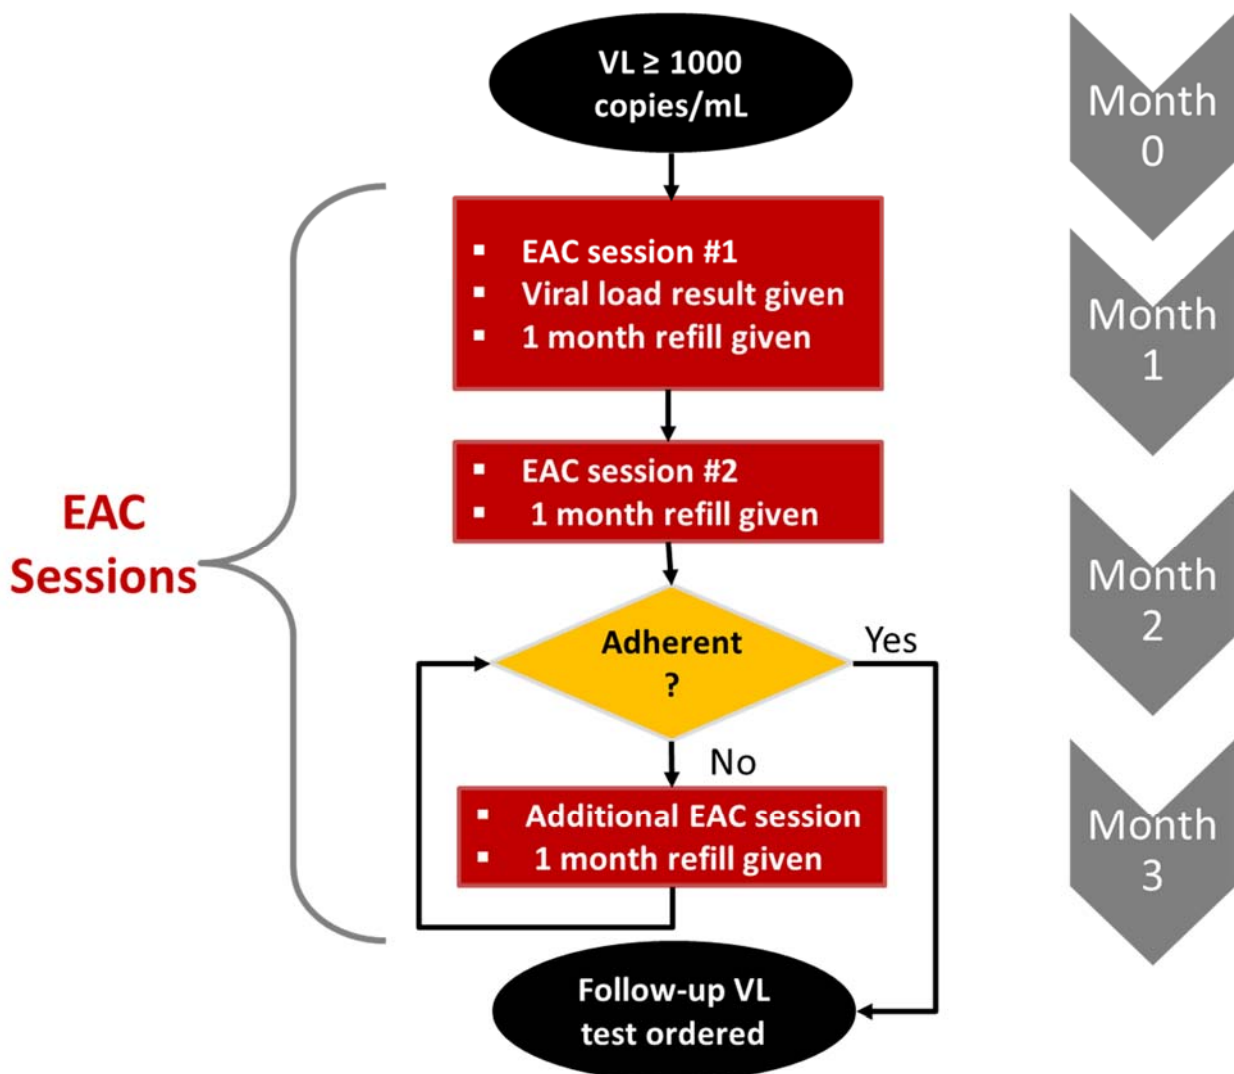 VL ≥ 1000
copies/mL
Month
0
▪ EAC session #1
▪ Viral load result given
▪ 1 month refill given
Month
1
▪ EAC session #2
▪ 1 month refill given
EAC
Sessions
Month
2
Adherent
?
Yes
No
▪ Additional EAC session
▪ 1 month refill given
Month
3
Follow-up VL
test ordered